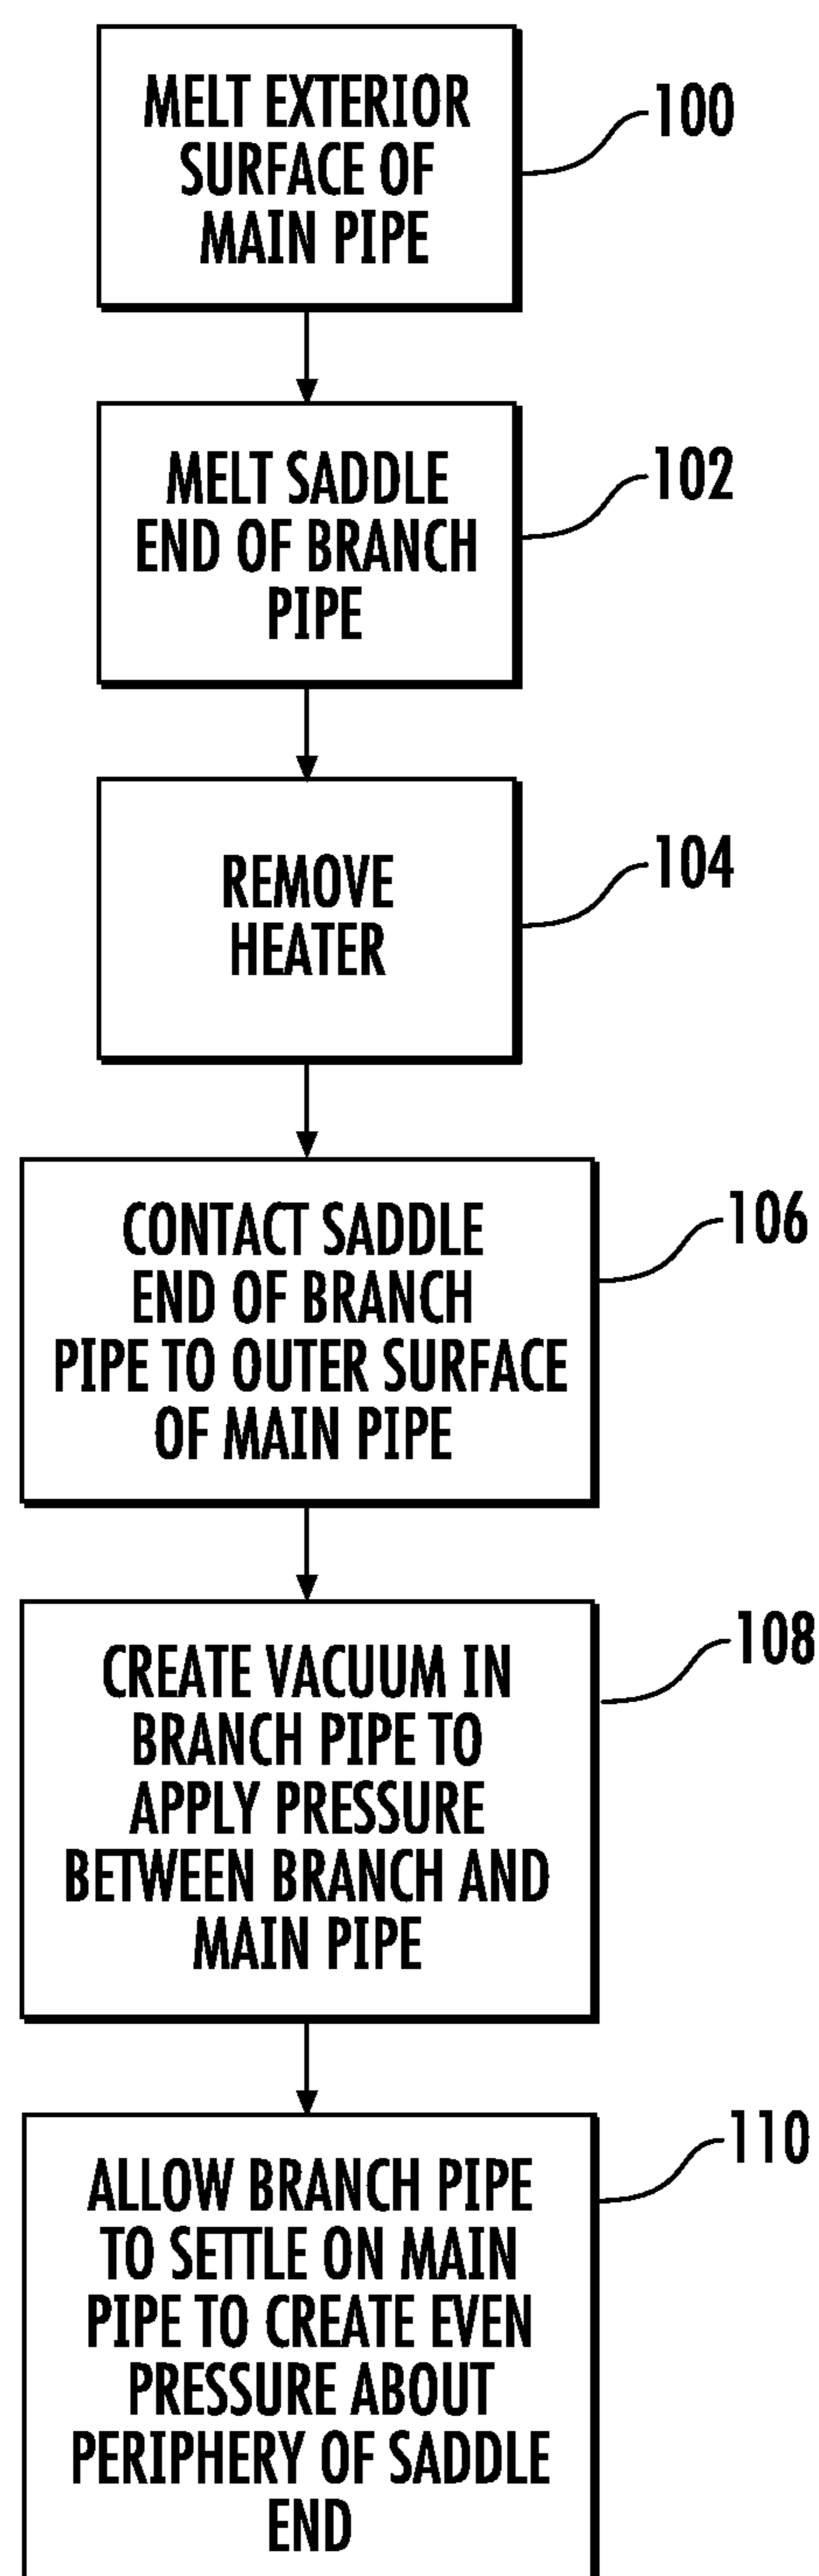 MELT EXTERIOR
SURFACE OF
MAIN PIPE
100
MELT SADDLE
END OF BRANCH
PIPE
102
REMOVE
HEATER
104
CONTACT SADDLE
END OF BRANCH
PIPE TO OUTER SURFACE
OF MAIN PIPE
106
CREATE VACUUM IN
BRANCH PIPE TO
APPLY PRESSURE
BETWEEN BRANCH AND
MAIN PIPE
108
ALLOW BRANCH PIPE
TO SETTLE ON MAIN
PIPE TO CREATE EVEN
PRESSURE ABOUT
PERIPHERY OF SADDLE
END
110